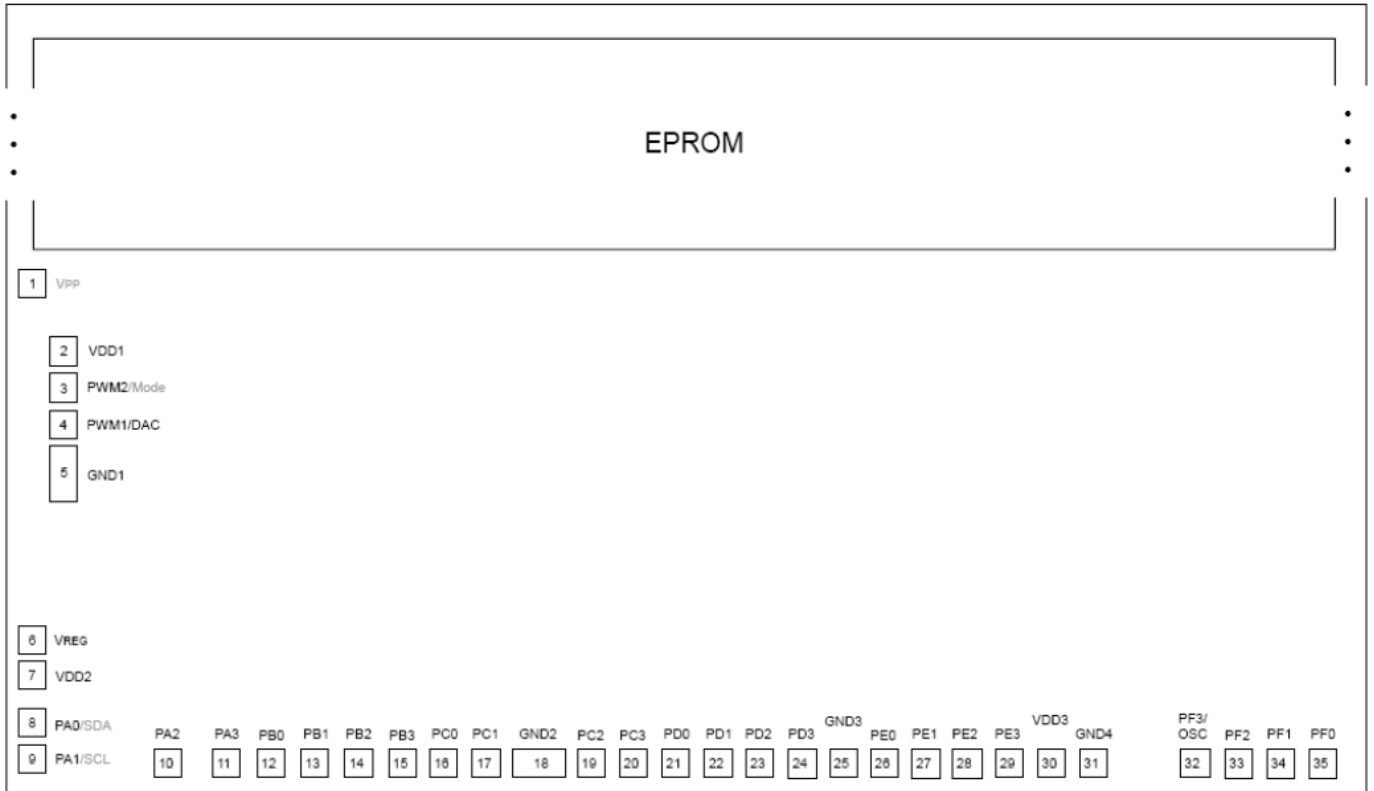 EPROM
1 VPP
2 VDD1
3 PWM2/Mode
4 PWM1/DAC
5 GND1
6 VREG
7 VDD2
8 PA0/SDA
9 PA1/SCL
GND3 VDD3 PF3/
PA2 PA3 PB0 PB1 PB2 PB3 PC0 PC1 GND2 PC2 PC3 PD0 PD1 PD2 PD3 PE0 PE1 PE2 PE3 GND4 OSC PF2 PF1 PF0
10 11 12 13 14 15 16 17 18 19 20 21 22 23 24 25 26 27 28 29 30 31 32 33 34 35